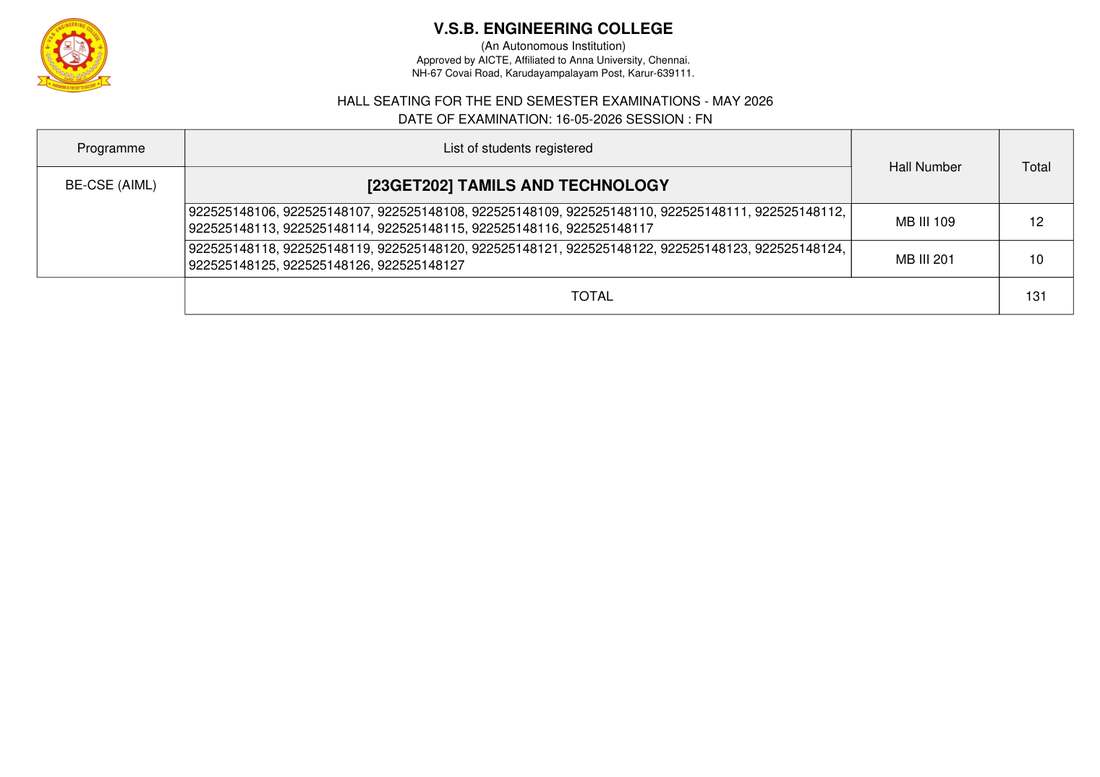 V.S.B. ENGINEERING COLLEGE
(An Autonomous Institution)
Approved by AICTE, Affiliated to Anna University, Chennai.
NH-67 Covai Road, Karudayampalayam Post, Karur-639111.
HALL SEATING FOR THE END SEMESTER EXAMINATIONS - MAY 2026
DATE OF EXAMINATION: 16-05-2026 SESSION : FN
Programme
List of students registered
Hall Number
Total
BE-CSE (AIML)
[23GET202] TAMILS AND TECHNOLOGY
922525148106, 922525148107, 922525148108, 922525148109, 922525148110, 922525148111, 922525148112,
922525148113, 922525148114, 922525148115, 922525148116, 922525148117
MB III 109
12
922525148118, 922525148119, 922525148120, 922525148121, 922525148122, 922525148123, 922525148124,
922525148125, 922525148126, 922525148127
MB III 201
10
TOTAL
131